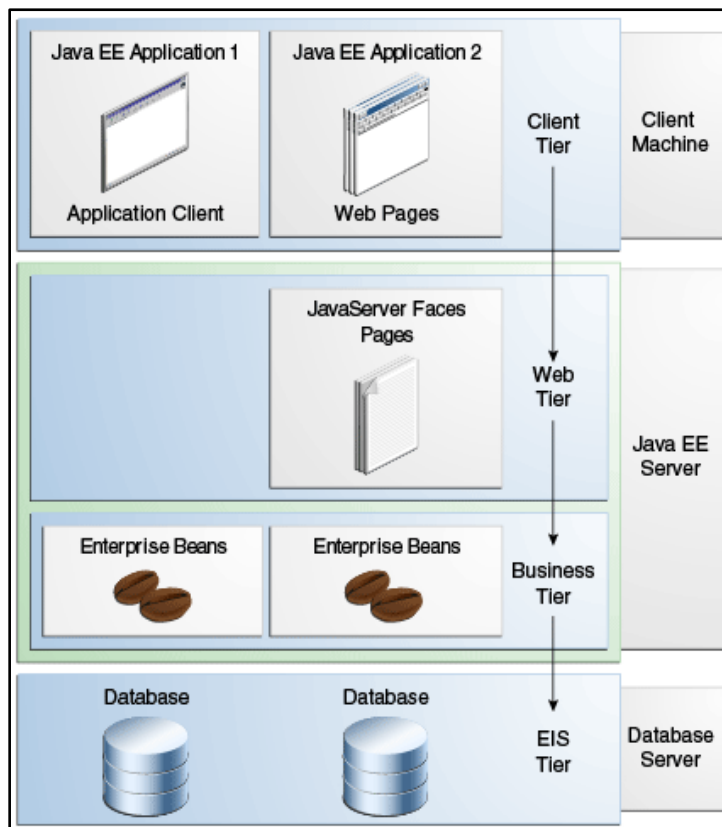 Java EE Application 1
Java EE Application 2
Application Client
Web Pages
Client
Tier
Client
Machine
JavaServer Faces
Pages
Web
Tier
Java EE
Server
Enterprise Beans
Enterprise Beans
Business
Tier
Database
Database
EIS
Tier
Database
Server